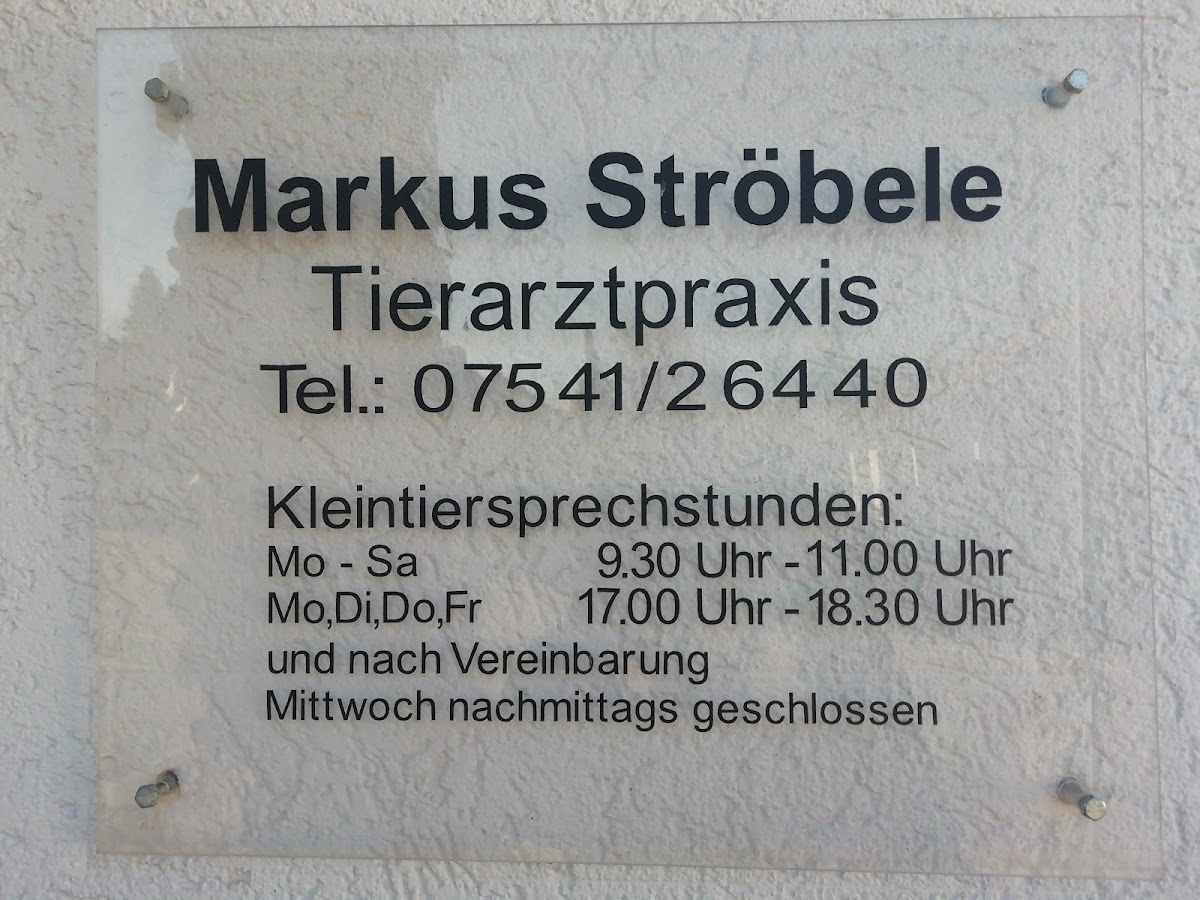 Markus Ströbele
Tierarztpraxis
Tel.: 07541/26440
Kleintiersprechstunden:
Mo - Sa 9.30 Uhr - 11.00 Uhr
Mo,Di,Do,Fr 17.00 Uhr - 18.30 Uhr
und nach Vereinbarung
Mittwoch nachmittags geschlossen